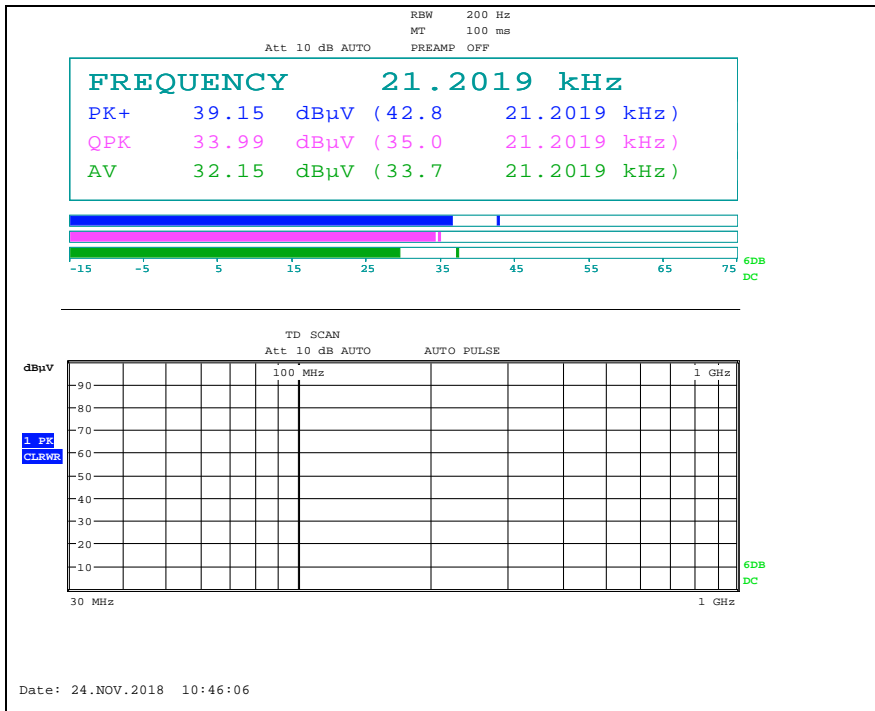 RBW 200 Hz
MT 100 ms
Att 10 dB AUTO PREAMP OFF
FREQUENCY 21.2019 kHz
PK+ 39.15 dBµV (42.8 21.2019 kHz)
QPK 33.99 dBµV (35.0 21.2019 kHz)
AV 32.15 dBµV (33.7 21.2019 kHz)
-15 -5 5 15 25 35 45 55 65 75
6DB
DC
TD SCAN
Att 10 dB AUTO AUTO PULSE
dBµV
100 MHz 1 GHz
90
80
70
1 PK
60
CLRWR
50
40
30
20
10
6DB
DC
30 MHz 1 GHz
Date: 24.NOV.2018 10:46:06